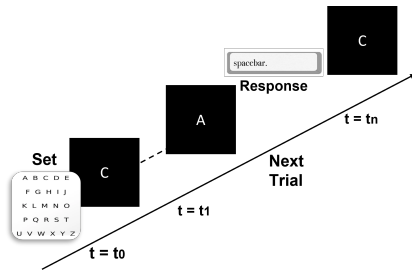 C
spacebar.
Response
A
t = tn
Set
C
Next
Trial
A B C D E
F G H I J
K L M N O
P Q R S T
U V W X Y Z
t = t1
t = t0